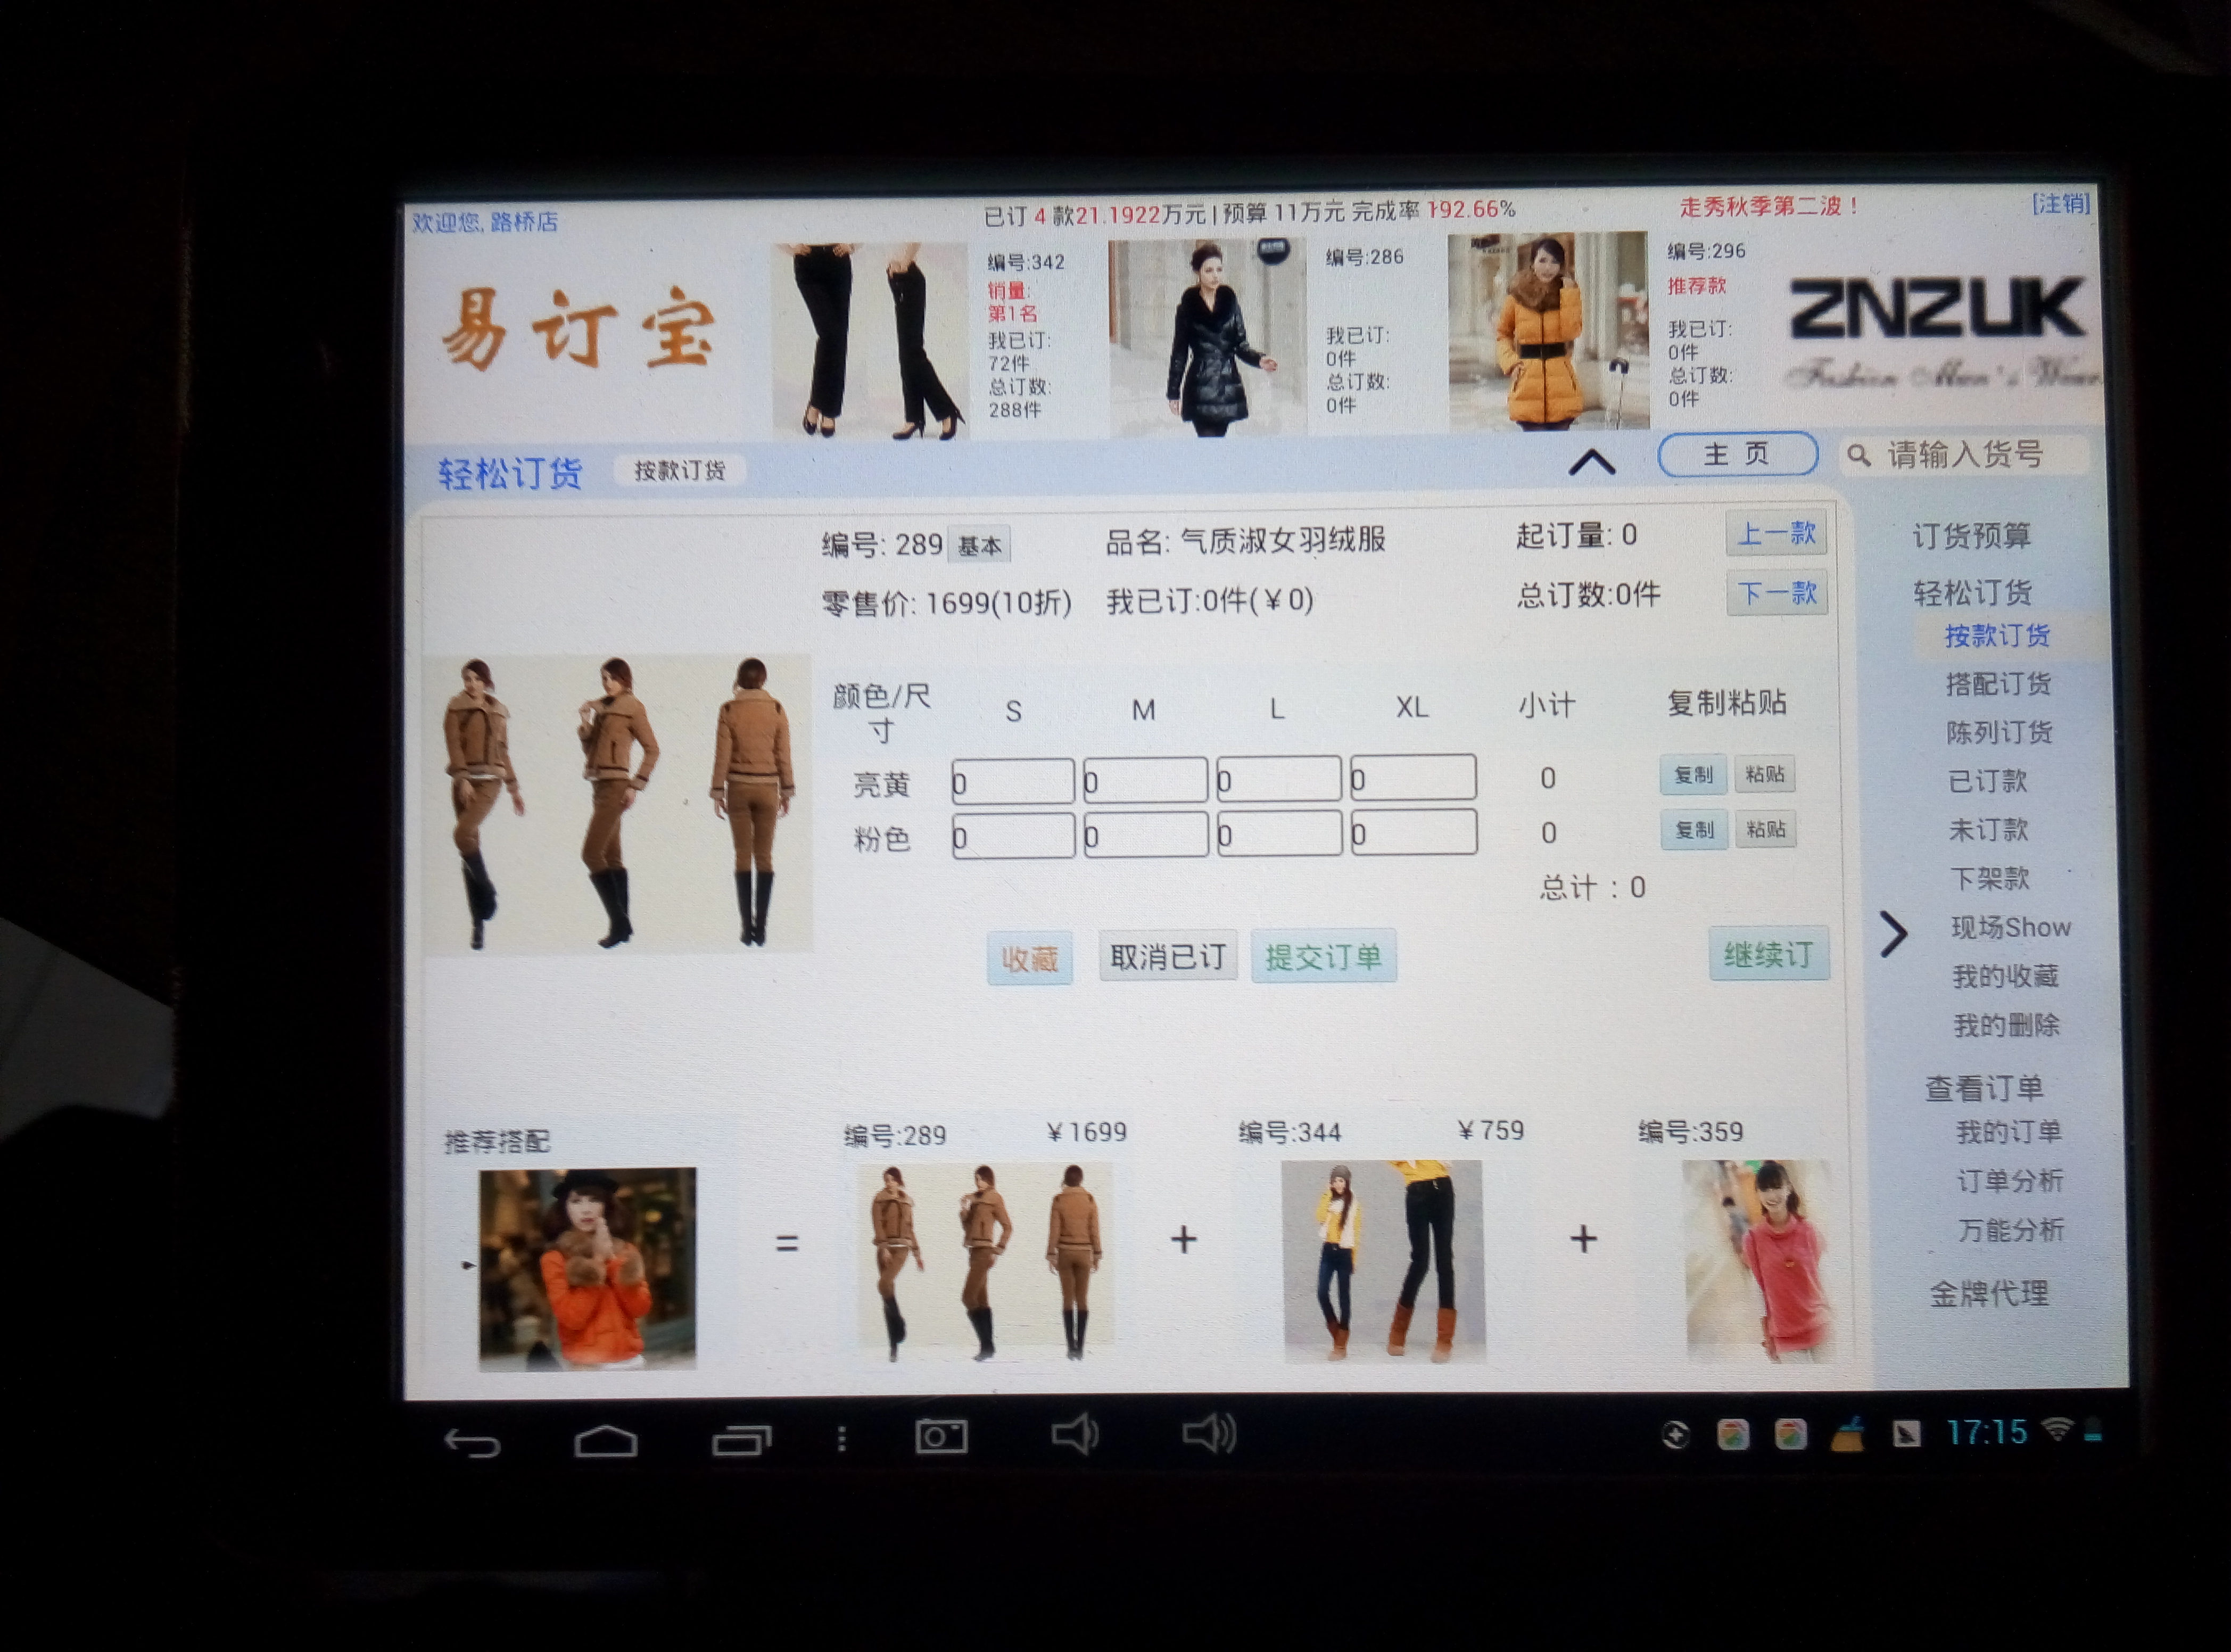 欢迎您, 路桥店
已订 4 款21.1922万元 | 预算 11万元 完成率 192.66%
走秀秋季第二波！
[注销]
易订宝
编号:342
销量:
第1名
我已订:
72件
总订数:
288件
编号:286
我已订:
0件
总订数:
0件
编号:296
推荐款
我已订:
0件
总订数:
0件
ZNZUK
Fashion Men's Wear
轻松订货
按款订货
主 页
请输入货号
编号: 289 基本
品名: 气质淑女羽绒服
起订量: 0
上一款
零售价: 1699(10折)
我已订:0件(￥0)
总订数:0件
下一款
颜色/尺寸 S M L XL 小计 复制粘贴
亮黄 0 0 0 0 0 复制 粘贴
粉色 0 0 0 0 0 复制 粘贴
总计：0
收藏 取消已订 提交订单 继续订
推荐搭配
编号:289 ￥1699
编号:344 ￥759
编号:359
=
+
+
订货预算
轻松订货
按款订货
搭配订货
陈列订货
已订款
未订款
下架款
现场Show
我的收藏
我的删除
查看订单
我的订单
订单分析
万能分析
金牌代理
17:15